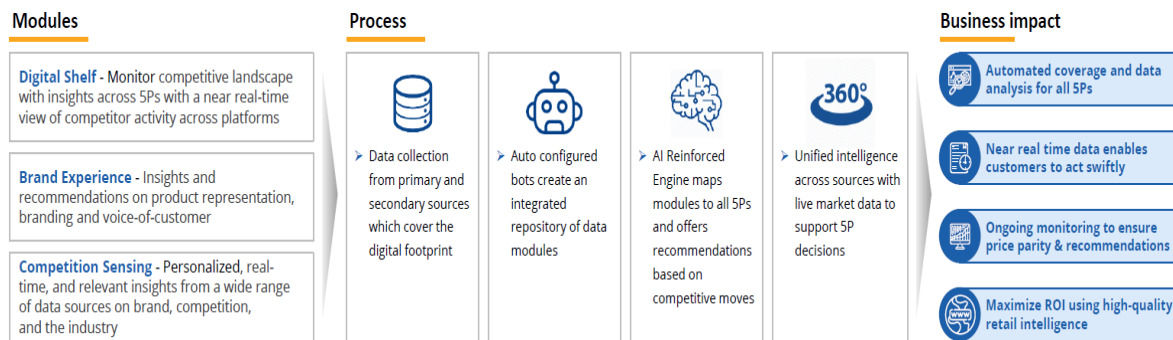 Modules
Digital Shelf - Monitor competitive landscape
with insights across 5Ps with a near real-time
view of competitor activity across platforms
Brand Experience - Insights and
recommendations on product representation,
branding and voice-of-customer
Competition Sensing - Personalized, real-
time, and relevant insights from a wide range
of data sources on brand, competition,
and the industry
Process
➢ Data collection
from primary and
secondary sources
which cover the
digital footprint
➢ Auto configured
bots create an
integrated
repository of data
modules
➢ AI Reinforced
Engine maps
modules to all 5Ps
and offers
recommendations
based on
competitive moves
360°
➢ Unified intelligence
across sources with
live market data to
support 5P
decisions
Business impact
Automated coverage and data
analysis for all 5Ps
Near real time data enables
customers to act swiftly
Ongoing monitoring to ensure
price parity & recommendations
www
Maximize ROI using high-quality
retail intelligence